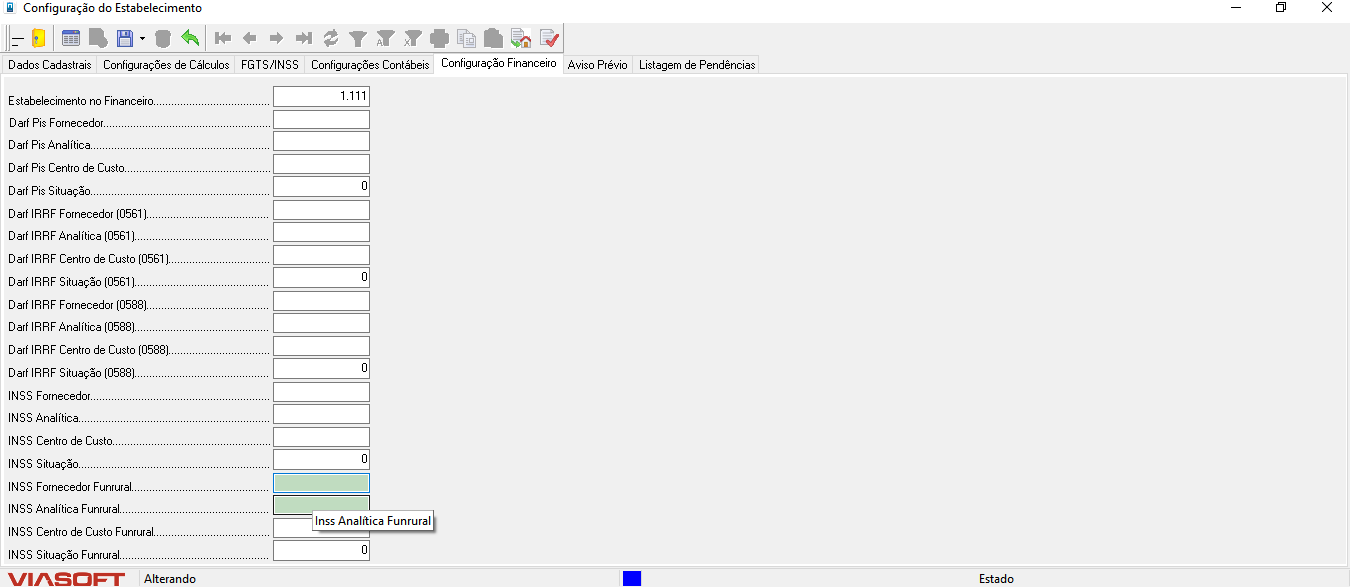 Configuração do Estabelecimento
Dados Cadastrais Configurações de Cálculos FGTS/INSS Configurações Contábeis Configuração Financeiro Aviso Prévio Listagem de Pendências
Estabelecimento no Financeiro 1.111
Darf Pis Fornecedor
Darf Pis Analítica
Darf Pis Centro de Custo
Darf Pis Situação 0
Darf IRRF Fornecedor (0561)
Darf IRRF Analítica (0561)
Darf IRRF Centro de Custo (0561)
Darf IRRF Situação (0561) 0
Darf IRRF Fornecedor (0588)
Darf IRRF Analítica (0588)
Darf IRRF Centro de Custo (0588)
Darf IRRF Situação (0588) 0
INSS Fornecedor
INSS Analítica
INSS Centro de Custo
INSS Situação 0
INSS Fornecedor Funrural
INSS Analítica Funrural
Inss Analítica Funrural
INSS Centro de Custo Funrural
INSS Situação Funrural 0
VIASOFT Alterando Estado